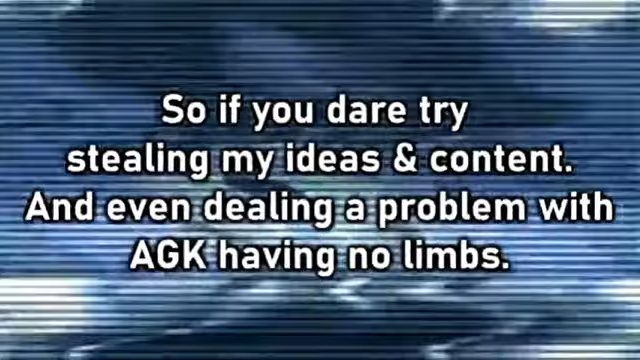 So if you dare try
stealing my ideas & content.
And even dealing a problem with
AGK having no limbs.